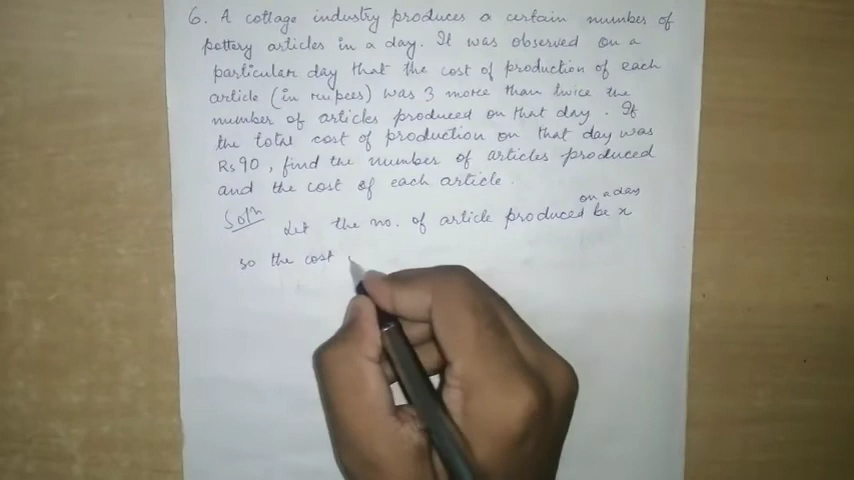 6. A cottage industry produces a certain number of
pottery articles in a day. It was observed on a
particular day that the cost of production of each
article (in rupees) was 3 more than twice the
number of articles produced on that day. If
the total cost of production on that day was
Rs 90, find the number of articles produced
and the cost of each article.
Soln Let the no. of article produced on a day be x
so the cost